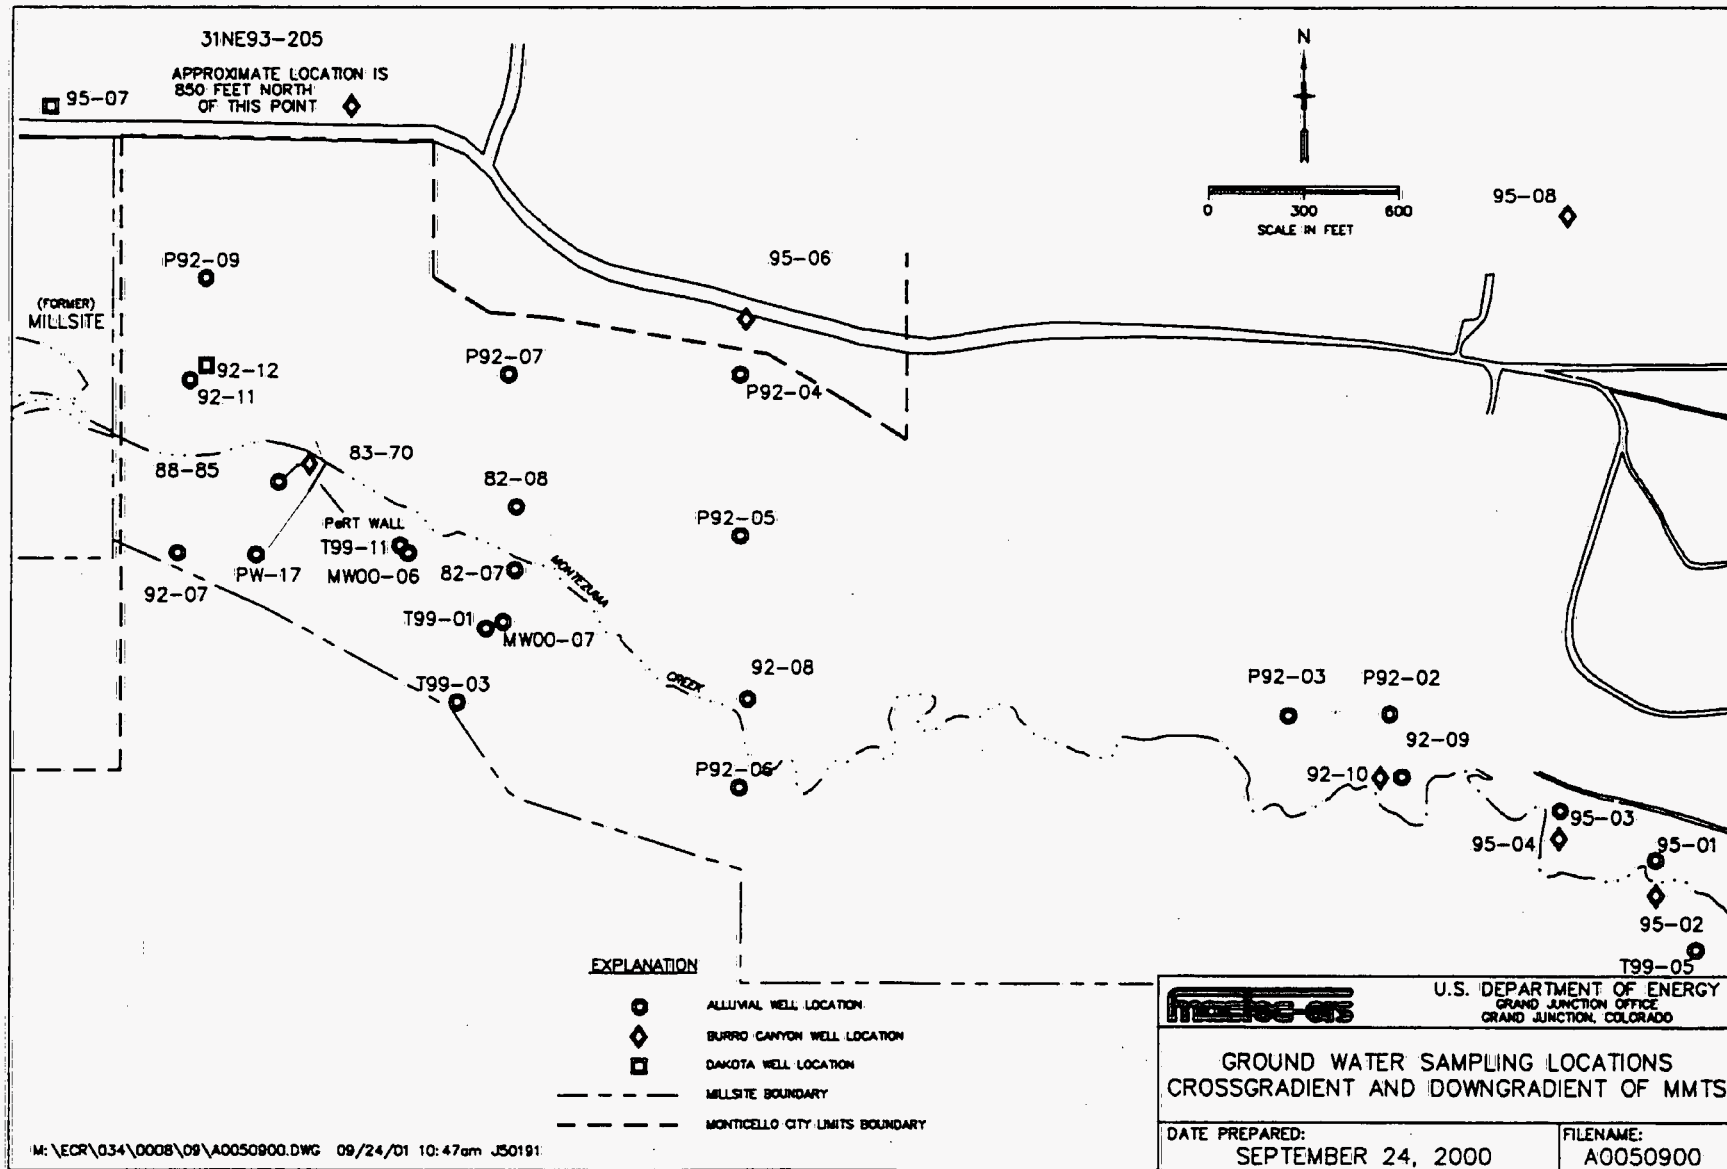 31NE93-205
APPROXIMATE LOCATION IS
850 FEET NORTH
OF THIS POINT
95-07
N
0 300 600
SCALE IN FEET
95-08
P92-09
95-06
(FORMER)
MILLSITE
92-12
92-11
P92-07
P92-04
88-85
83-70
82-08
PeRT WALL
P92-05
T99-11
MW00-06
82-07
MONTEZUMA
PW-17
92-07
T99-01
MW00-07
92-08
CREEK
T99-03
P92-03
P92-02
92-09
P92-06
92-10
95-03
95-04
95-01
95-02
T99-05
EXPLANATION
ALLUVIAL WELL LOCATION
BURRO CANYON WELL LOCATION
DAKOTA WELL LOCATION
MILLSITE BOUNDARY
MONTICELLO CITY LIMITS BOUNDARY
mactec-ers
U.S. DEPARTMENT OF ENERGY
GRAND JUNCTION OFFICE
GRAND JUNCTION, COLORADO
GROUND WATER SAMPLING LOCATIONS
CROSSGRADIENT AND DOWNGRADIENT OF MMTS
DATE PREPARED:
SEPTEMBER 24, 2000
FILENAME:
A0050900
M:\ECR\034\0008\09\A0050900.DWG 09/24/01 10:47am J50191